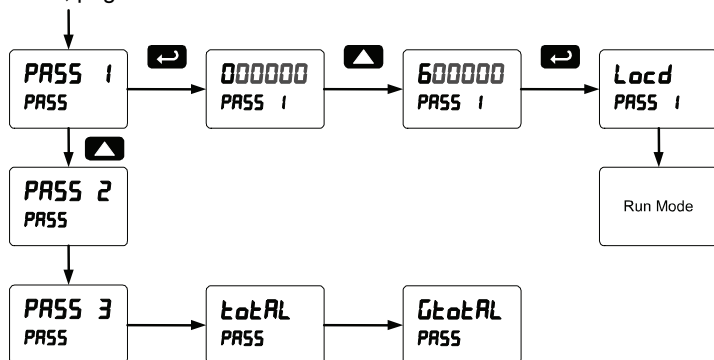 PASS 1
PASS
000000
PASS 1
600000
PASS 1
Locd
PASS 1
PASS 2
PASS
Run Mode
PASS 3
PASS
totAL
PASS
GtotAL
PASS